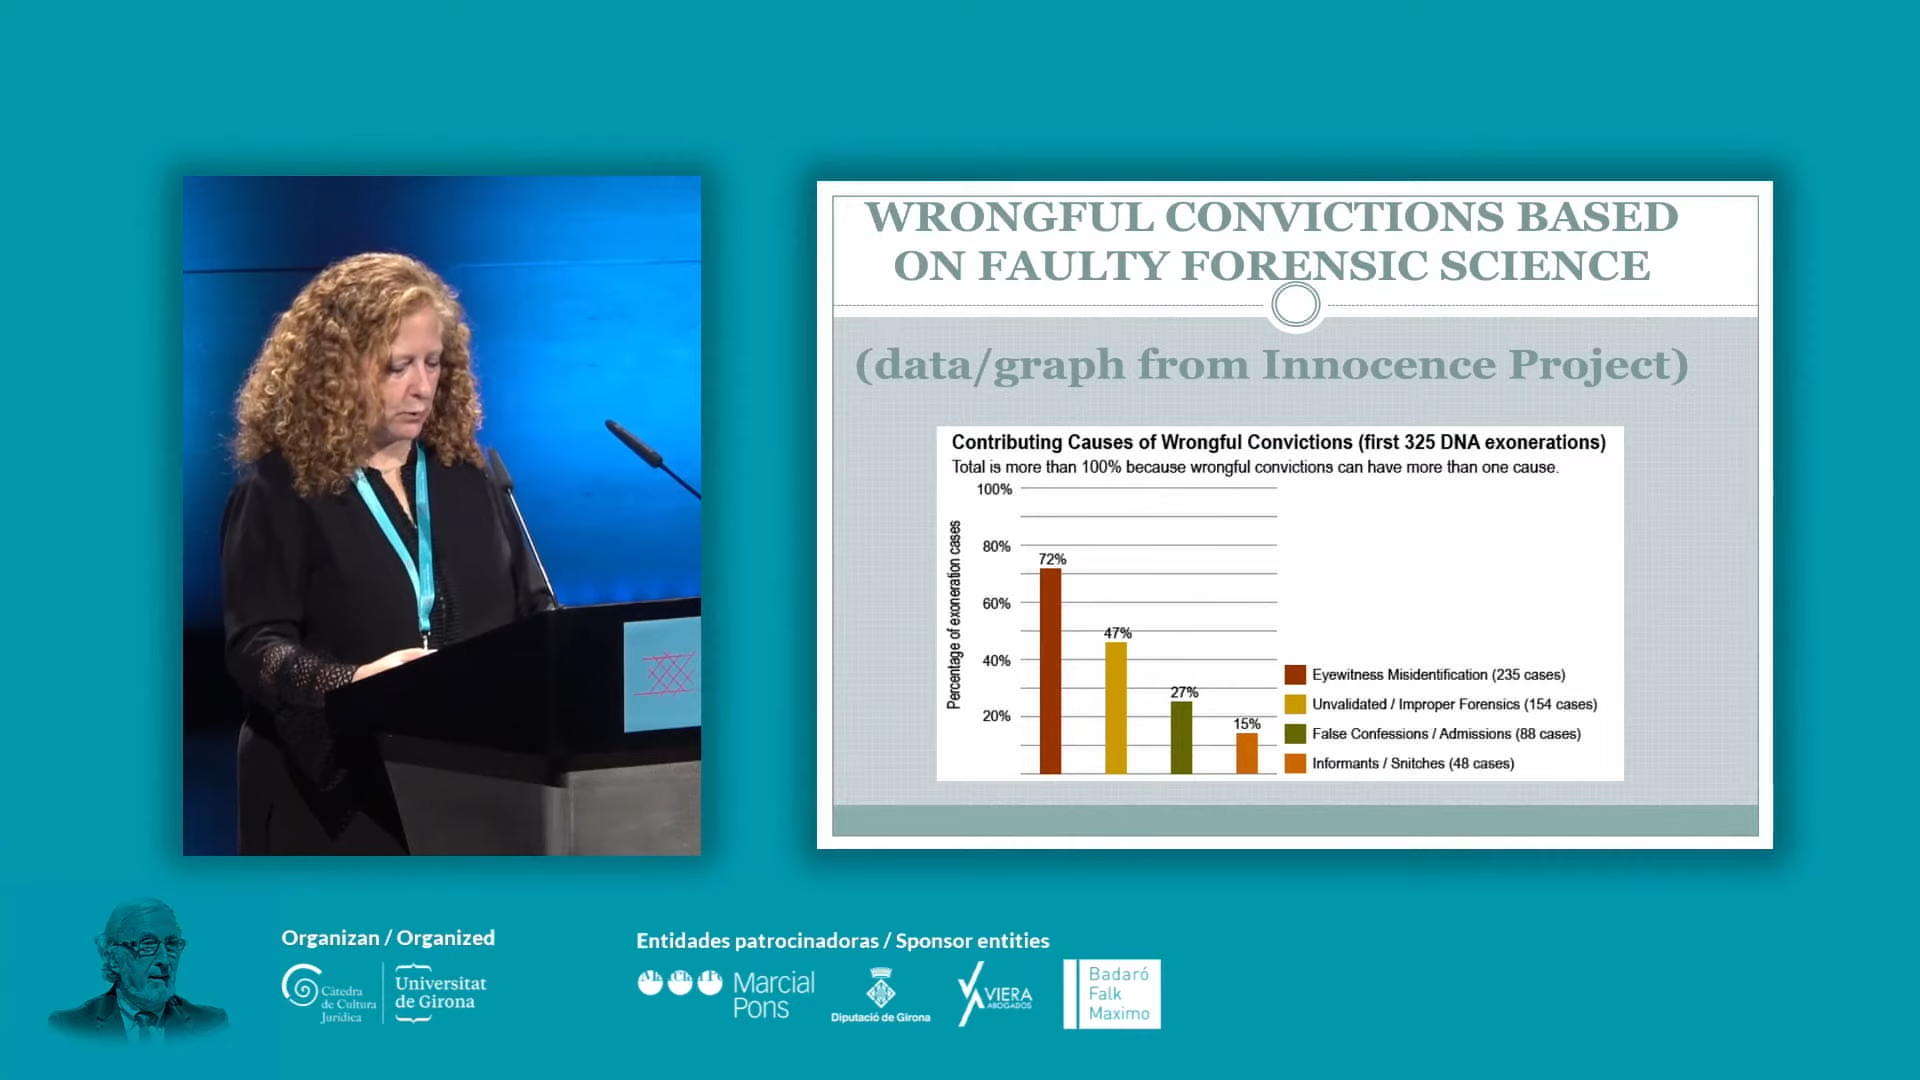 WRONGFUL CONVICTIONS BASED
ON FAULTY FORENSIC SCIENCE
(data/graph from Innocence Project)
Contributing Causes of Wrongful Convictions (first 325 DNA exonerations)
Total is more than 100% because wrongful convictions can have more than one cause.
Percentage of exoneration cases
100%
80%
60%
40%
20%
72%
47%
27%
15%
Eyewitness Misidentification (235 cases)
Unvalidated / Improper Forensics (154 cases)
False Confessions / Admissions (88 cases)
Informants / Snitches (48 cases)
Organizan / Organized
Càtedra
de Cultura
Jurídica
Universitat
de Girona
Entidades patrocinadoras / Sponsor entities
Marcial
Pons
Diputació de Girona
VIERA
ABOGADOS
Badaró
Falk
Maximo